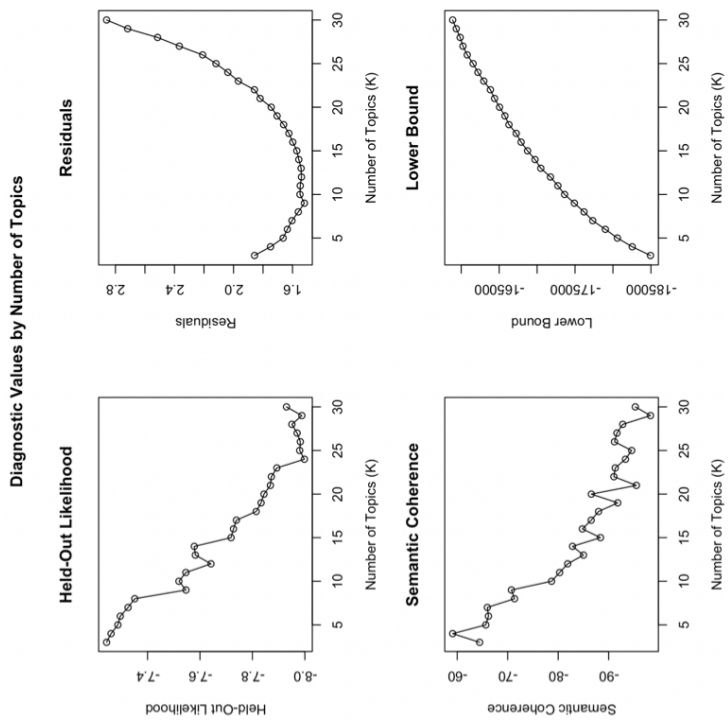 Diagnostic Values by Number of Topics
Held-Out Likelihood
Held-Out Likelihood
-7.4
-7.6
-7.8
-8.0
5 10 15 20 25 30
Number of Topics (K)
Residuals
Residuals
2.8
2.4
2.0
1.6
5 10 15 20 25 30
Number of Topics (K)
Semantic Coherence
Semantic Coherence
-60
-70
-80
-90
5 10 15 20 25 30
Number of Topics (K)
Lower Bound
Lower Bound
-165000
-175000
-185000
5 10 15 20 25 30
Number of Topics (K)